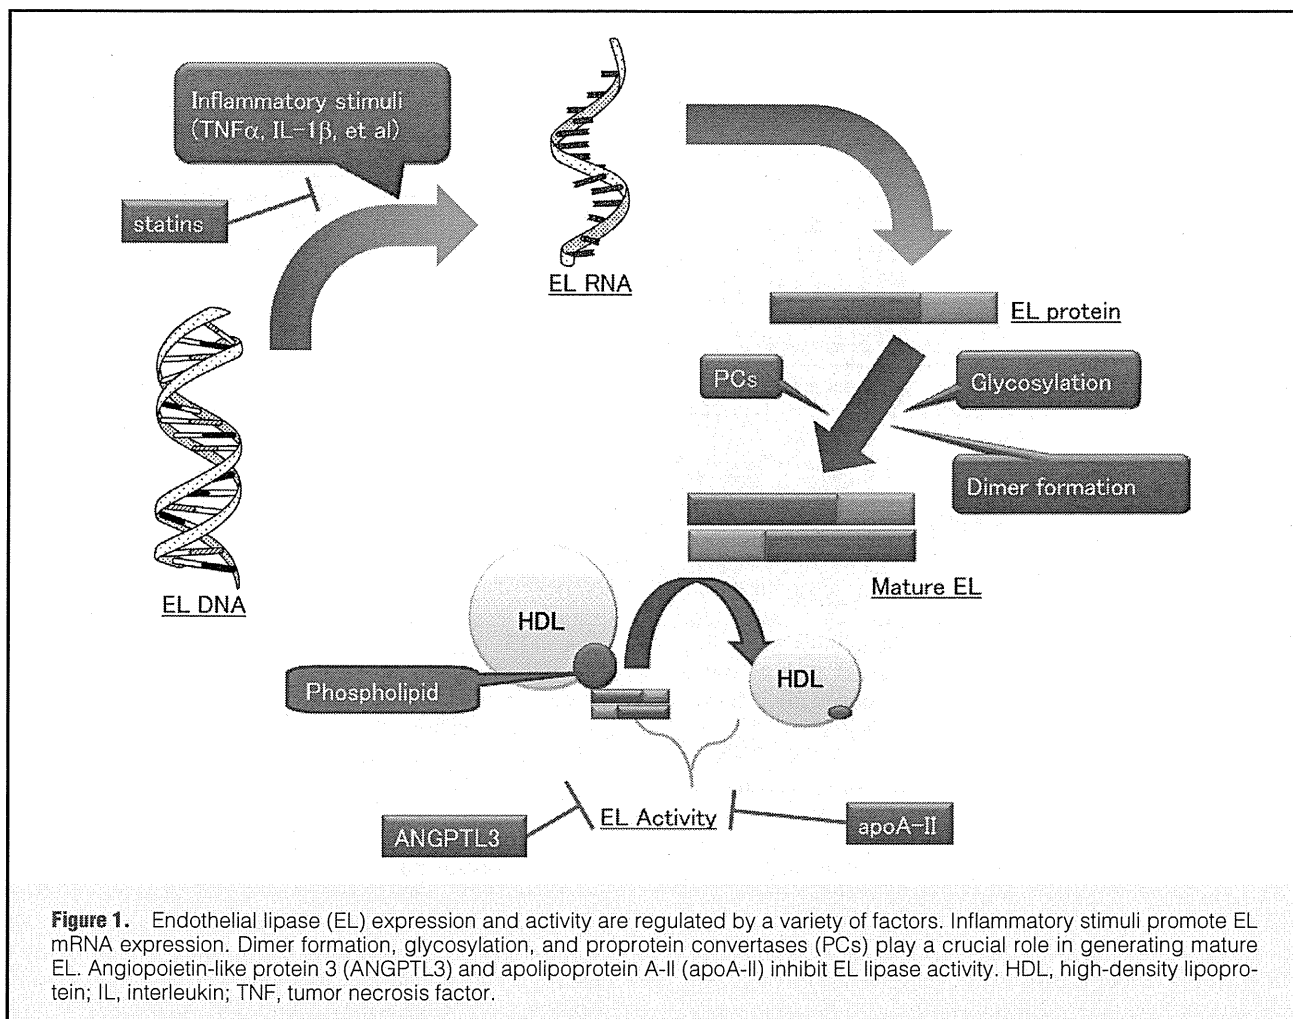 Inflammatory stimuli
(TNFα, IL-1β, et al)
statins
EL RNA
EL DNA
EL protein
PCs
Glycosylation
Dimer formation
Mature EL
HDL
HDL
Phospholipid
EL Activity
ANGPTL3
apoA-II
Figure 1. Endothelial lipase (EL) expression and activity are regulated by a variety of factors. Inflammatory stimuli promote EL
mRNA expression. Dimer formation, glycosylation, and proprotein convertases (PCs) play a crucial role in generating mature
EL. Angiopoietin-like protein 3 (ANGPTL3) and apolipoprotein A-II (apoA-II) inhibit EL lipase activity. HDL, high-density lipopro-
tein; IL, interleukin; TNF, tumor necrosis factor.